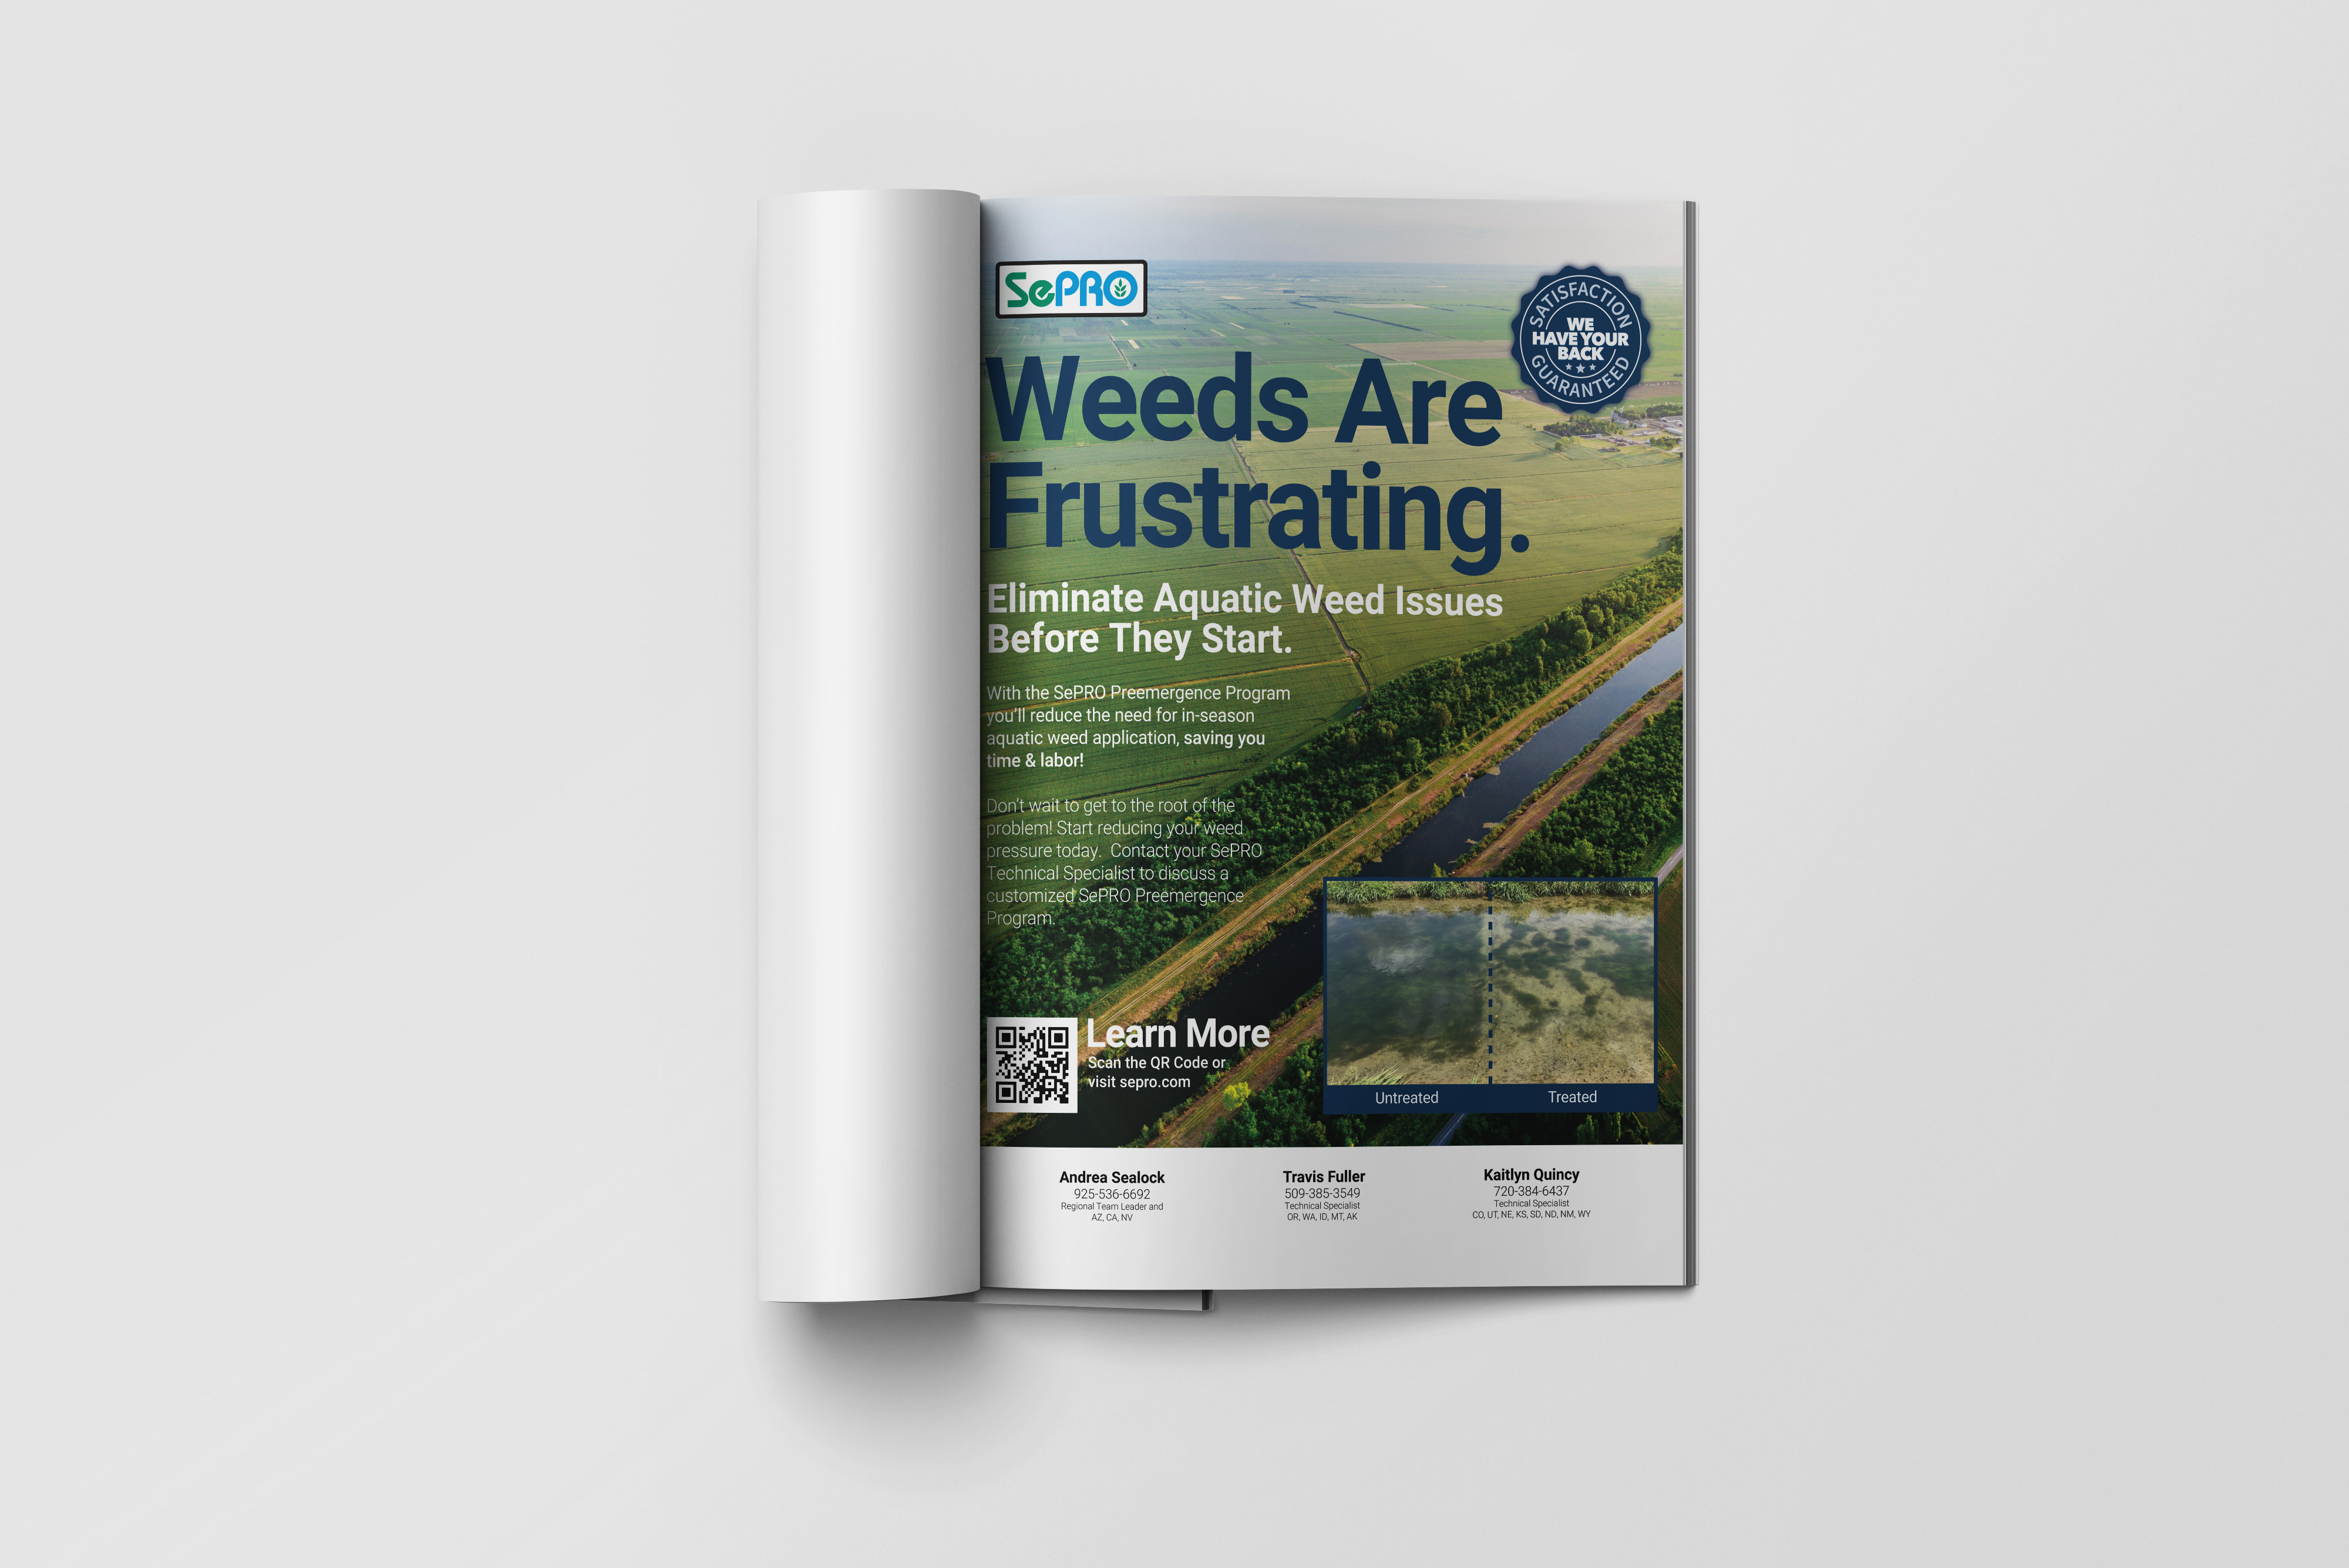 SePRO
SATISFACTION
WE
HAVE YOUR
BACK
GUARANTEED
Weeds Are
Frustrating.
Eliminate Aquatic Weed Issues
Before They Start.
With the SePRO Preemergence Program
you'll reduce the need for in-season
aquatic weed application, saving you
time & labor!
Don't wait to get to the root of the
problem! Start reducing your weed
pressure today.  Contact your SePRO
Technical Specialist to discuss a
customized SePRO Preemergence
Program.
Learn More
Scan the QR Code or
visit sepro.com
Untreated
Treated
Andrea Sealock
925-536-6692
Regional Team Leader and
AZ, CA, NV
Travis Fuller
509-385-3549
Technical Specialist
OR, WA, ID, MT, AK
Kaitlyn Quincy
720-384-6437
Technical Specialist
CO, UT, NE, KS, SD, ND, NM, WY